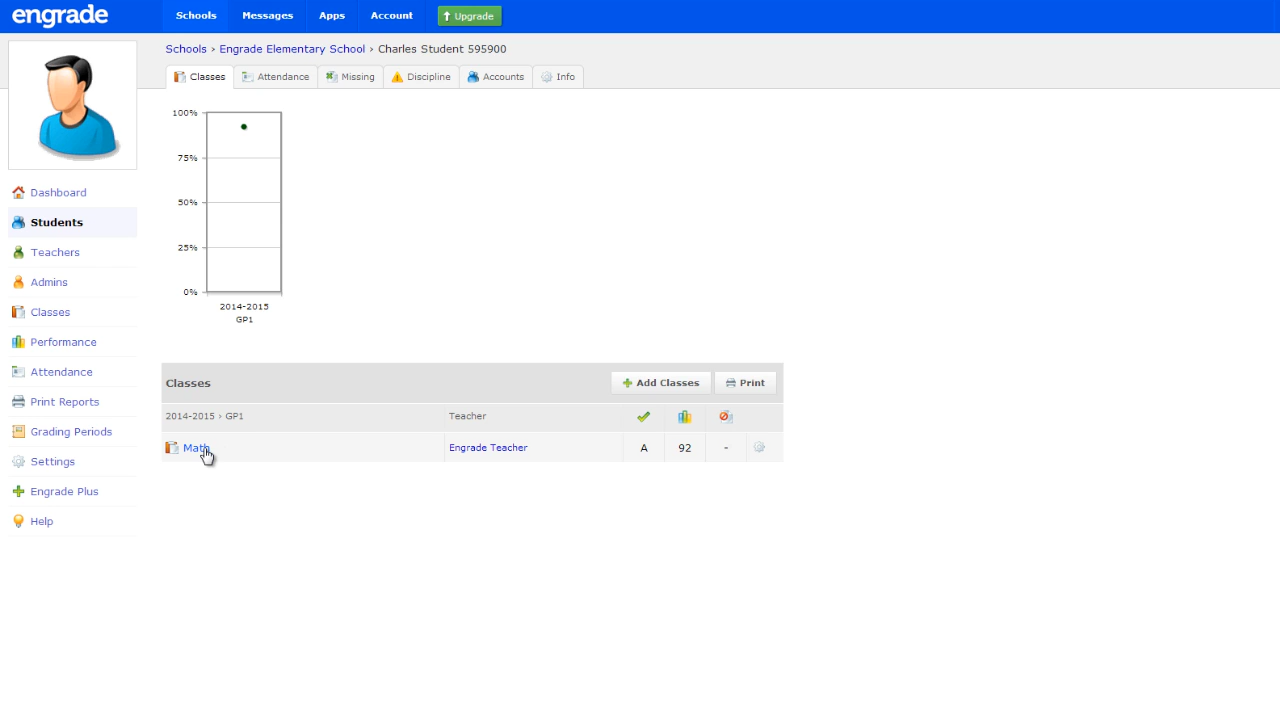 engrade
Schools Messages Apps Account Upgrade
Schools › Engrade Elementary School › Charles Student 595900
Classes Attendance Missing Discipline Accounts Info
100%
75%
50%
25%
0%
2014-2015
GP1
Dashboard
Students
Teachers
Admins
Classes
Performance
Attendance
Print Reports
Grading Periods
Settings
Engrade Plus
Help
Classes Add Classes Print
2014-2015 › GP1 Teacher
Math Engrade Teacher A 92 -